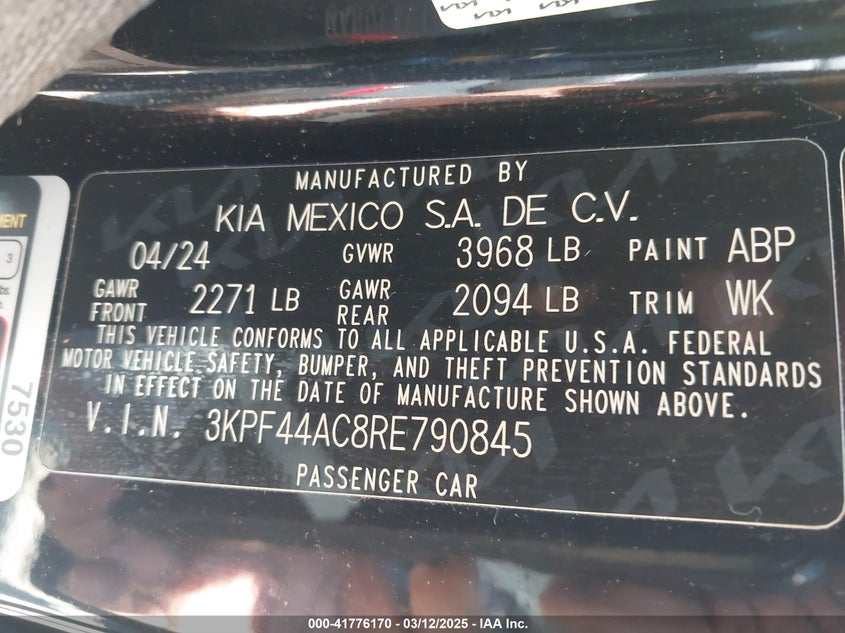 MANUFACTURED BY
KIA MEXICO S.A. DE C.V.
04/24 GVWR 3968 LB PAINT ABP
GAWR FRONT 2271 LB GAWR REAR 2094 LB TRIM WK
THIS VEHICLE CONFORMS TO ALL APPLICABLE U.S.A. FEDERAL
MOTOR VEHICLE SAFETY, BUMPER, AND THEFT PREVENTION STANDARDS
IN EFFECT ON THE DATE OF MANUFACTURE SHOWN ABOVE.
V.I.N. 3KPF44AC8RE790845
PASSENGER CAR
3
7530
000-41776170 - 03/12/2025 - IAA Inc.